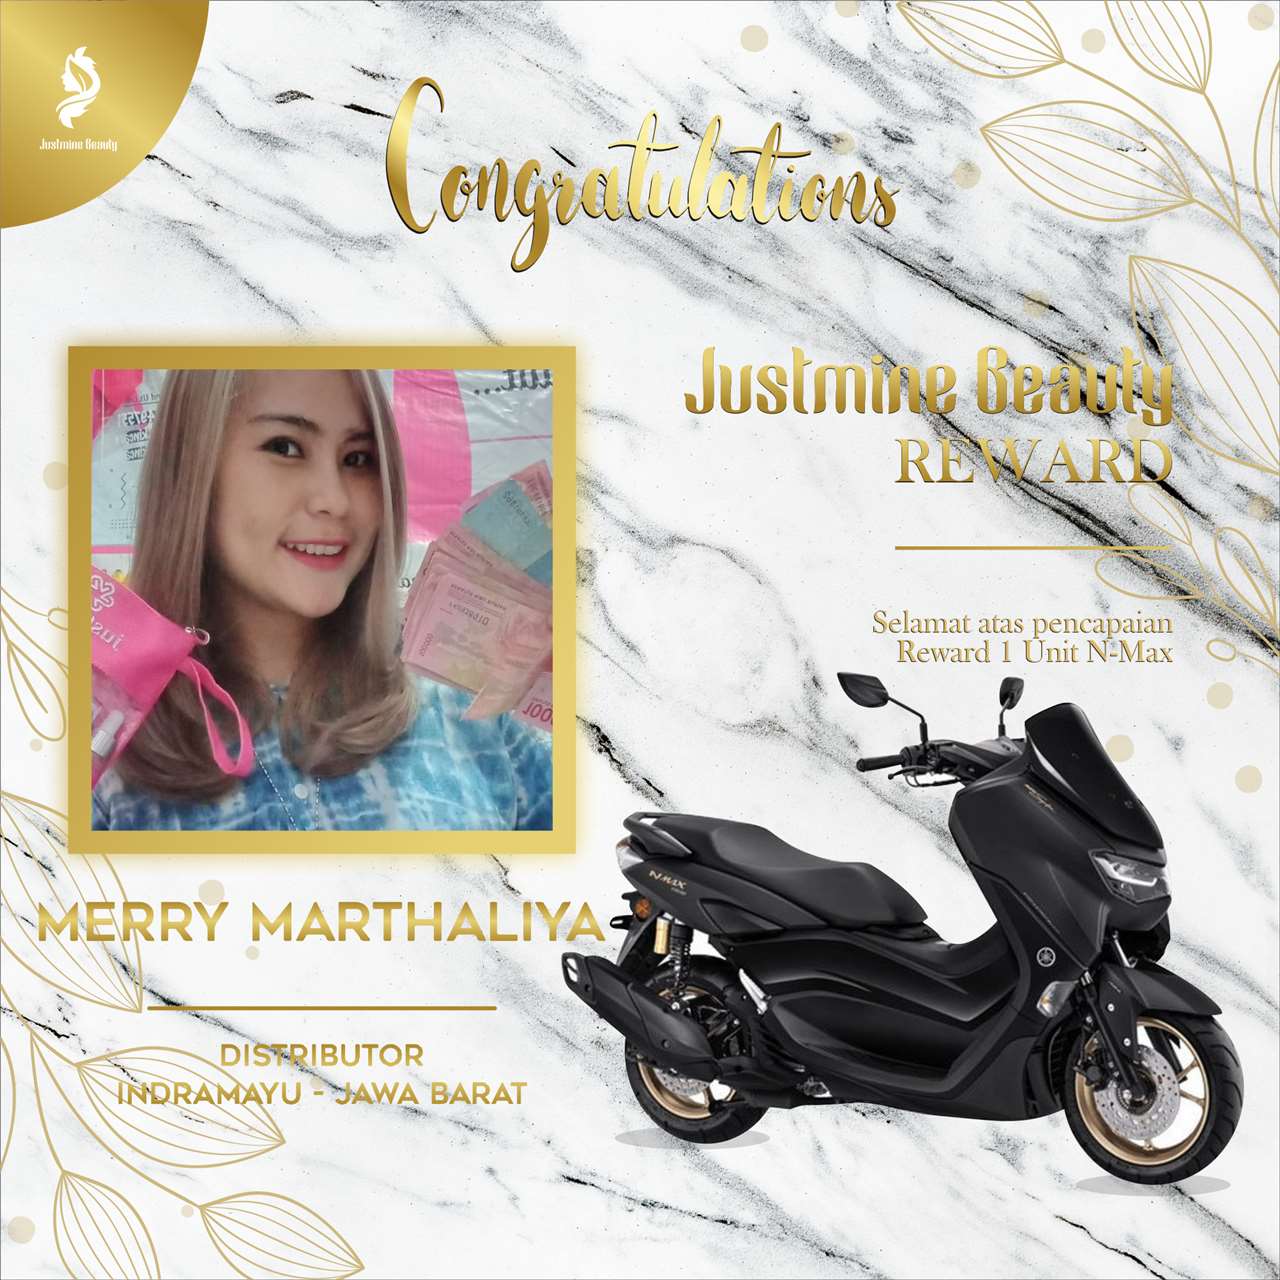 Justmine Beauty
Congratulations
Justmine Beauty
REWARD
Selamat atas pencapaian
Reward 1 Unit N-Max
NMAX
MERRY MARTHALIYA
DISTRIBUTOR
INDRAMAYU - JAWA BARAT